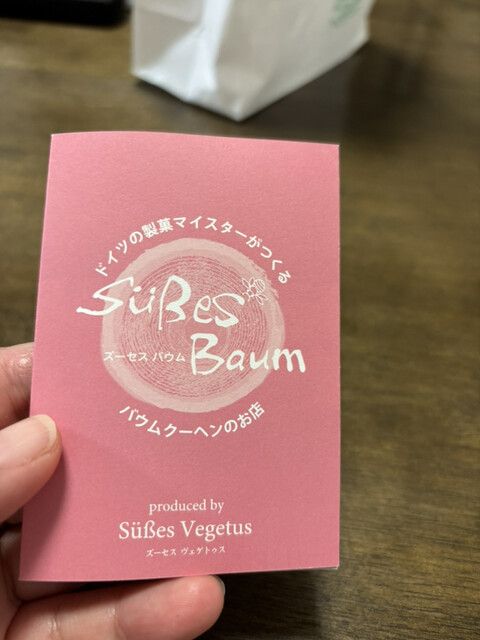 ドイツの製菓マイスターがつくる
Süßes
ズーセス バウム
Baum
バウムクーヘンのお店
produced by
Süßes Vegetus
ズーセス ヴェゲトゥス